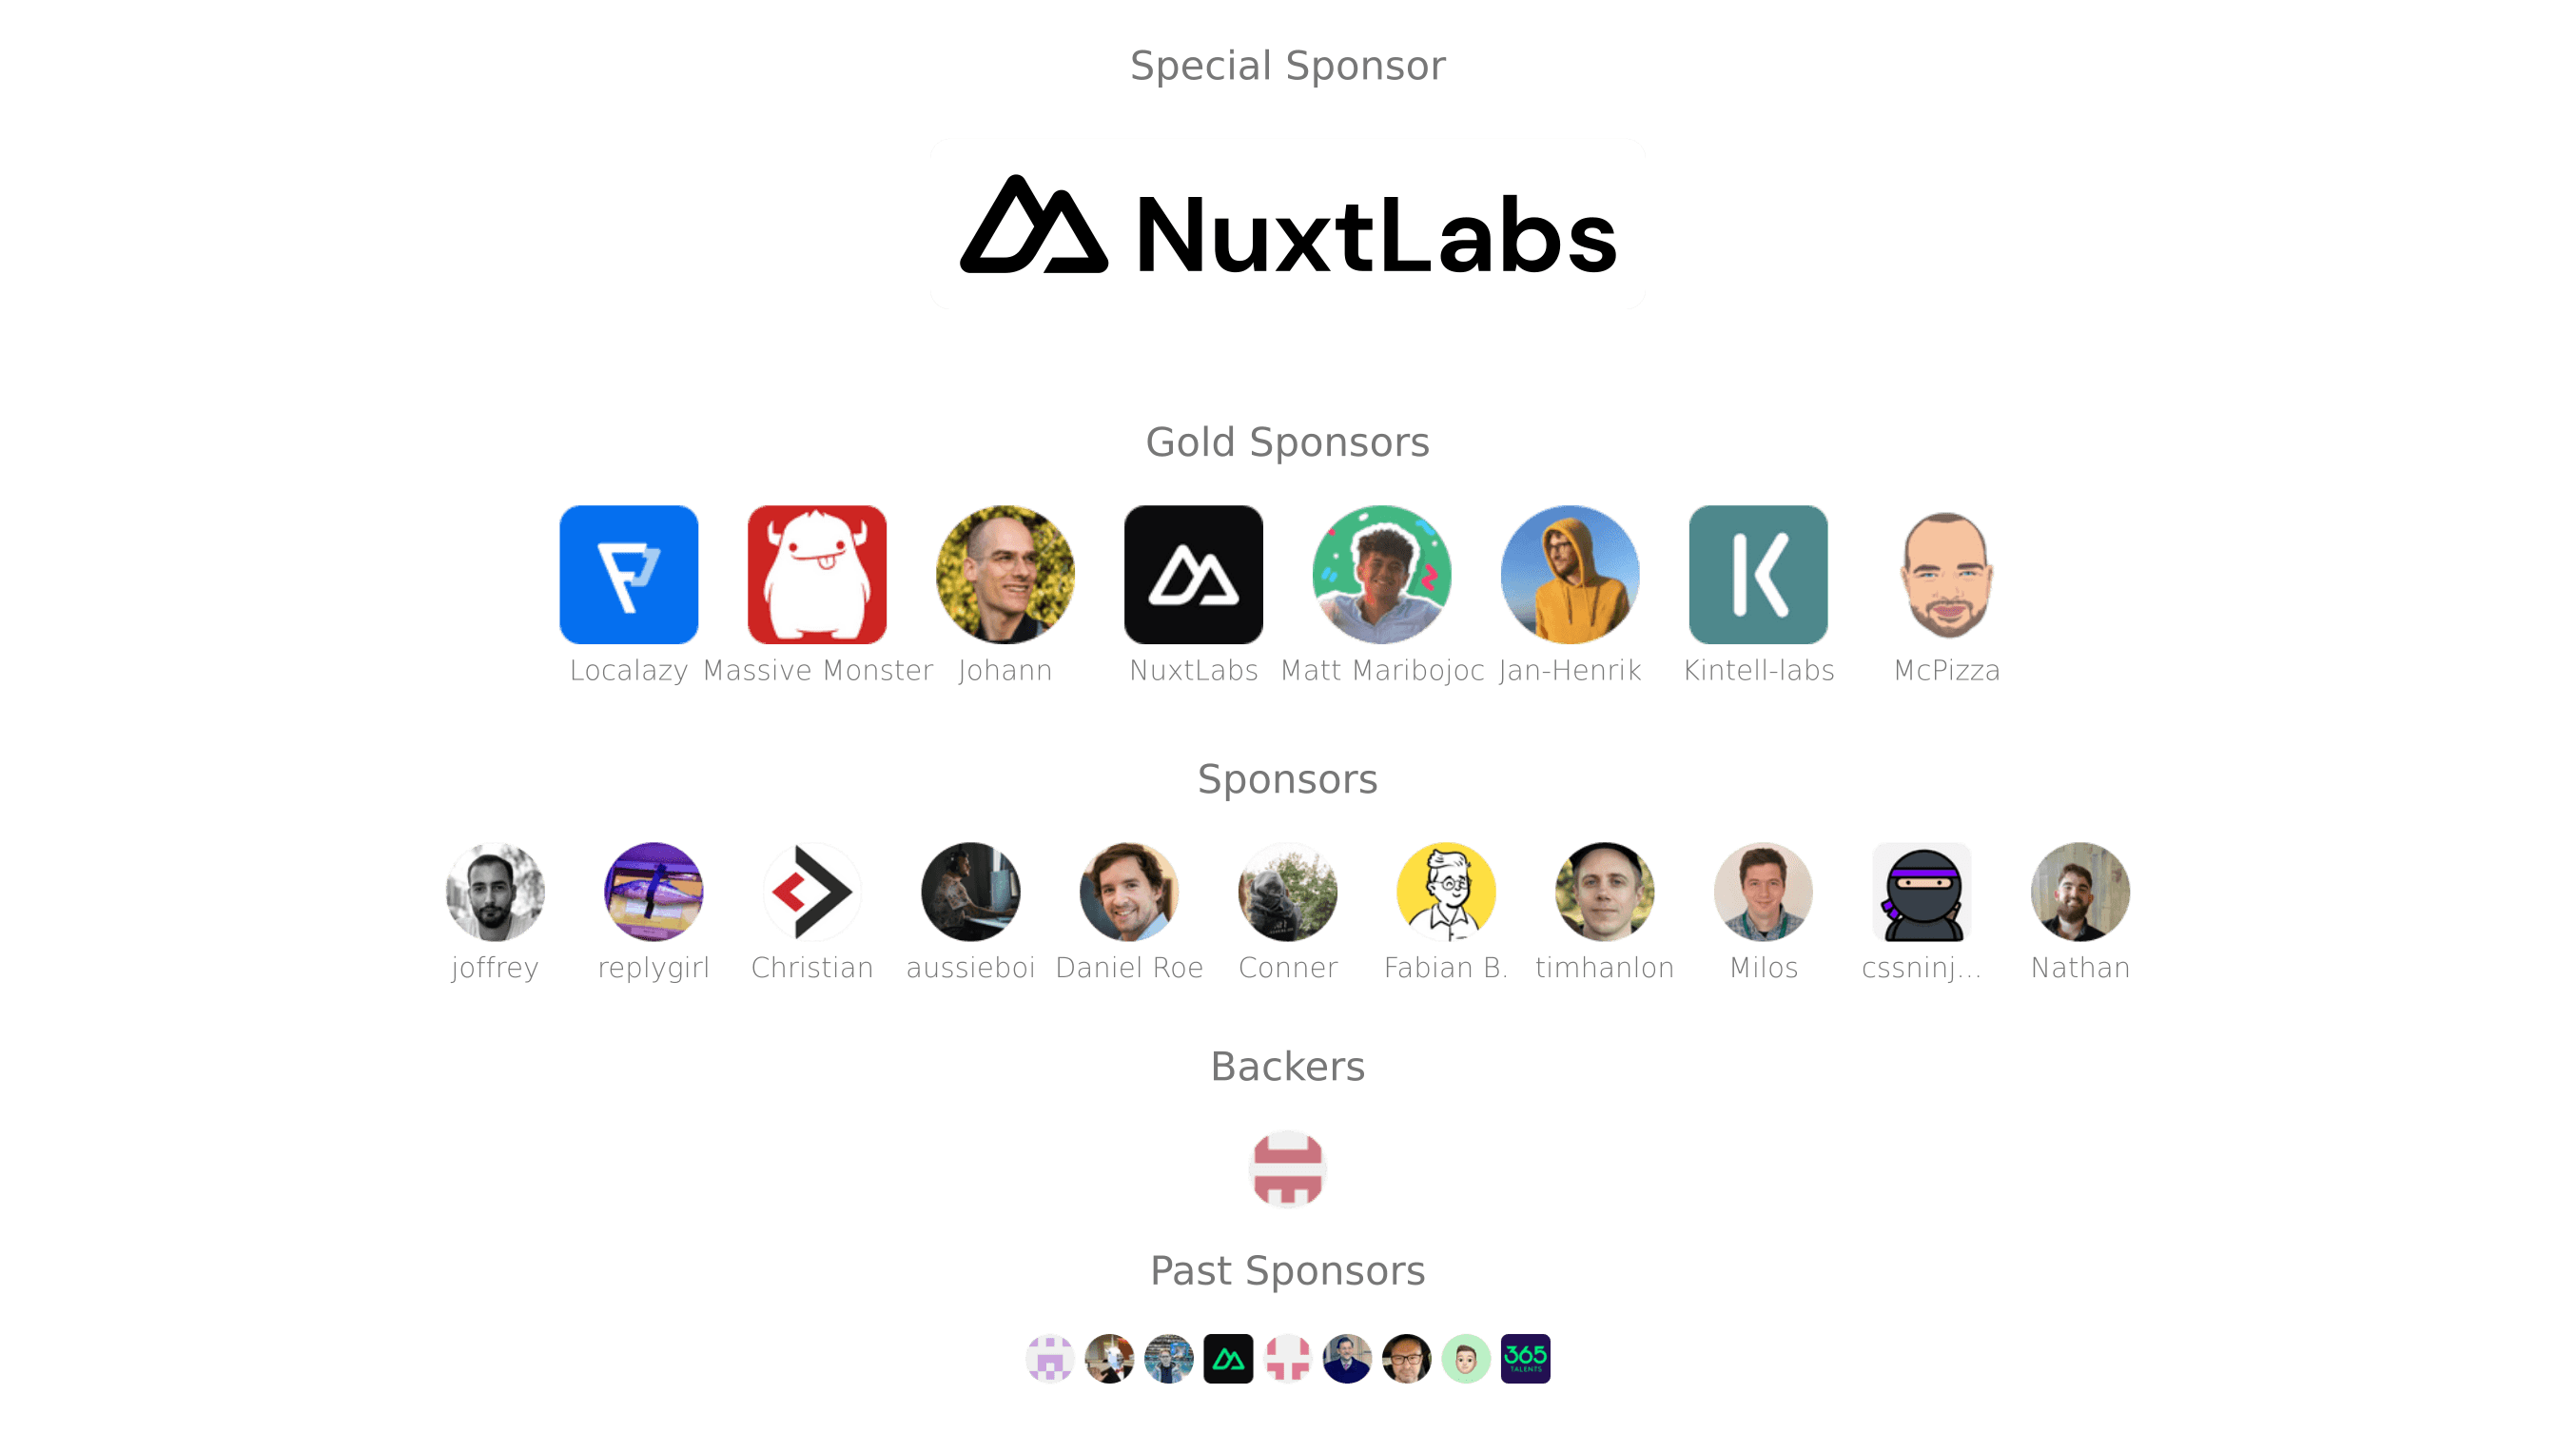 Special Sponsor
NuxtLabs
Gold Sponsors
Localazy Massive Monster Johann NuxtLabs Matt Maribojoc Jan-Henrik Kintell-labs McPizza
Sponsors
joffrey replygirl Christian aussieboi Daniel Roe Conner Fabian B. timhanlon Milos cssninj... Nathan
Backers
Past Sponsors
365
TALENTS